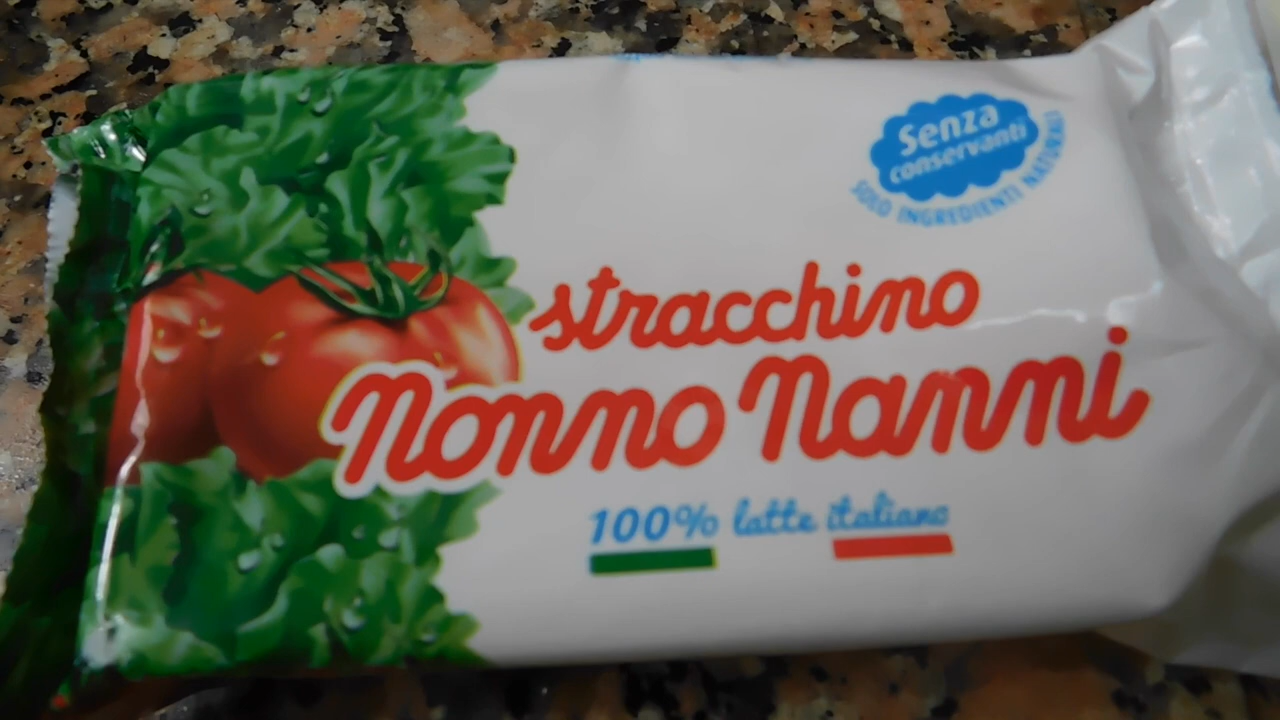 Senza
conservanti
SOLO INGREDIENTI NATURALI
stracchino
Nonno Nanni
100% latte italiano